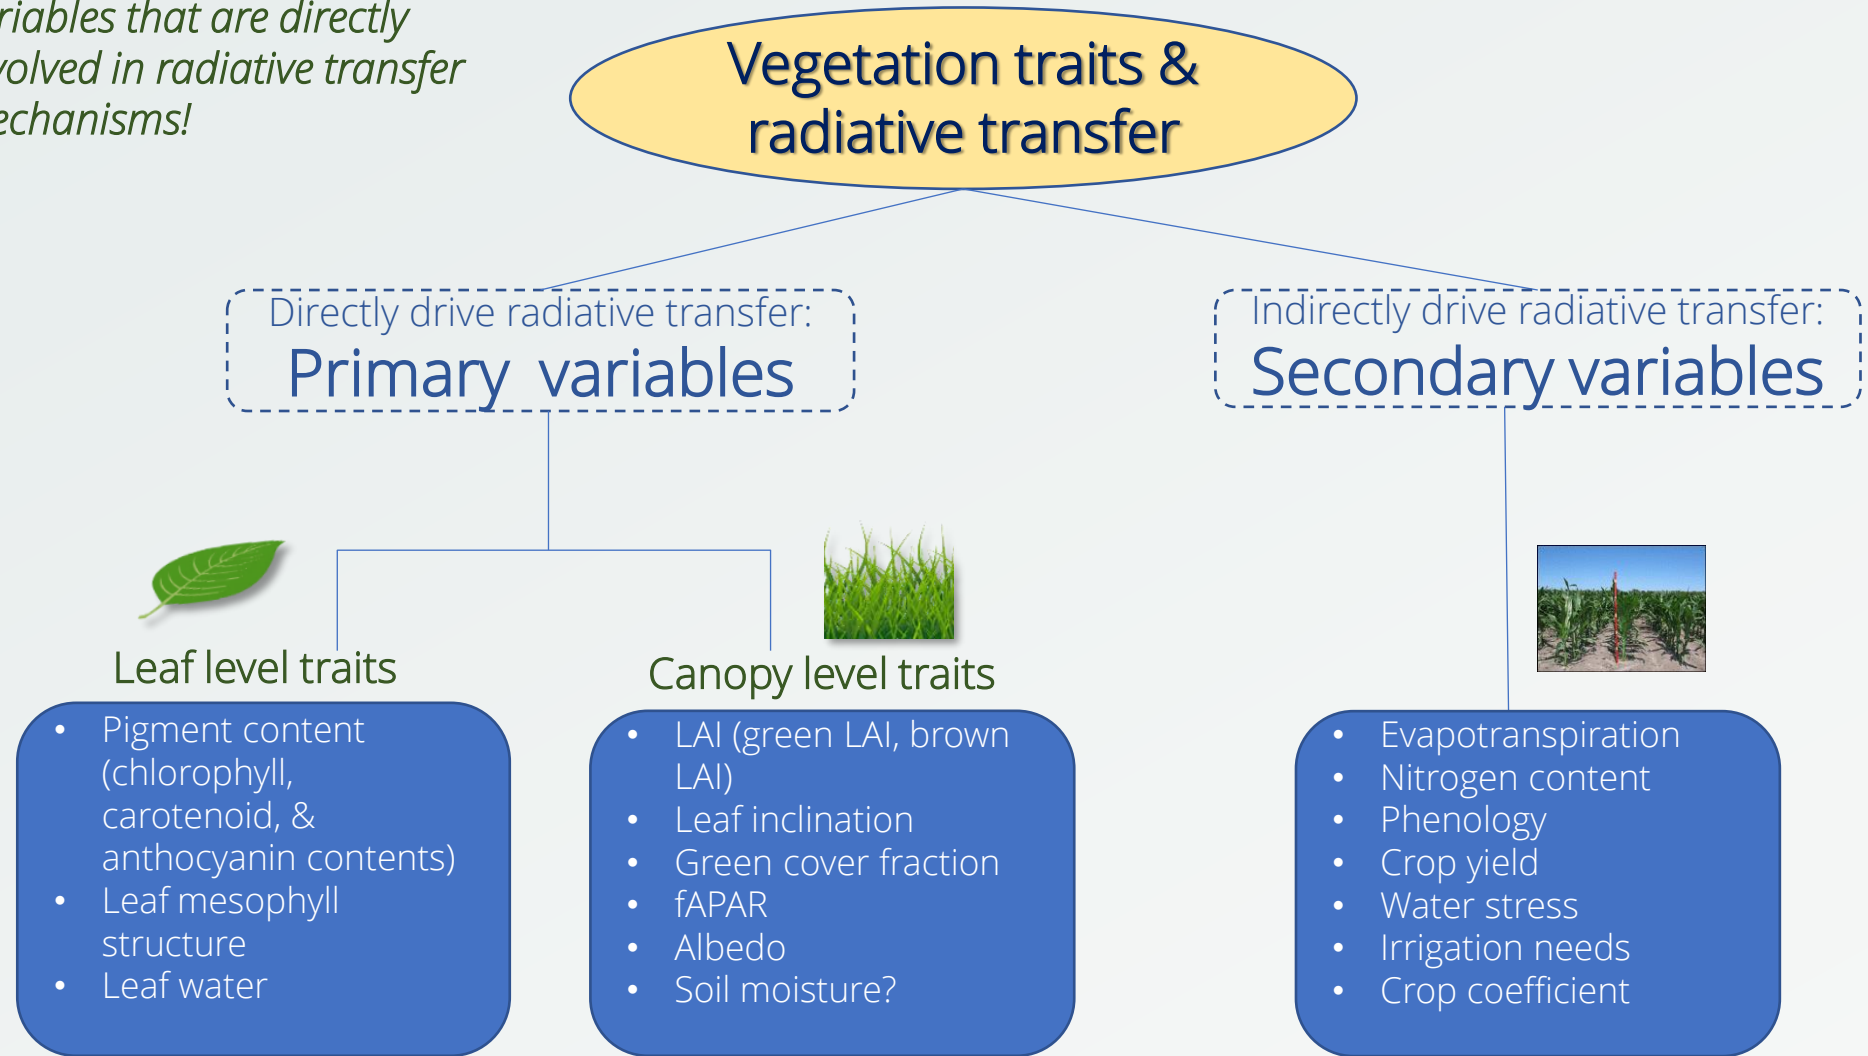 riables that are directly
volved in radiative transfer
echanisms!
Vegetation traits &
radiative transfer
Directly drive radiative transfer:
Primary variables
Indirectly drive radiative transfer:
Secondary variables
Leaf level traits
• Pigment content
(chlorophyll,
carotenoid, &
anthocyanin contents)
• Leaf mesophyll
structure
• Leaf water
Canopy level traits
• LAI (green LAI, brown
LAI)
• Leaf inclination
• Green cover fraction
• fAPAR
• Albedo
• Soil moisture?
• Evapotranspiration
• Nitrogen content
• Phenology
• Crop yield
• Water stress
• Irrigation needs
• Crop coefficient